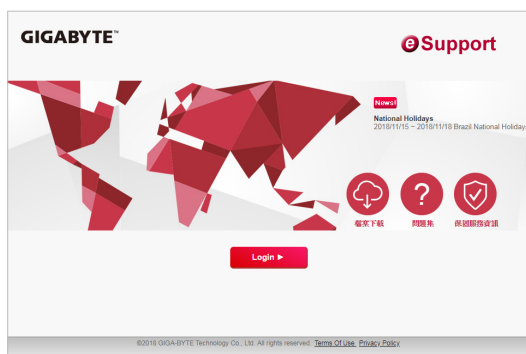 GIGABYTE™
eSupport
News!
National Holidays
2018/11/15 ~ 2018/11/18 Brazil National Holidays
檔案下載
問題集
保固服務資訊
Login ►
©2018 GIGA-BYTE Technology Co., Ltd. All rights reserved. Terms Of Use Privacy Policy